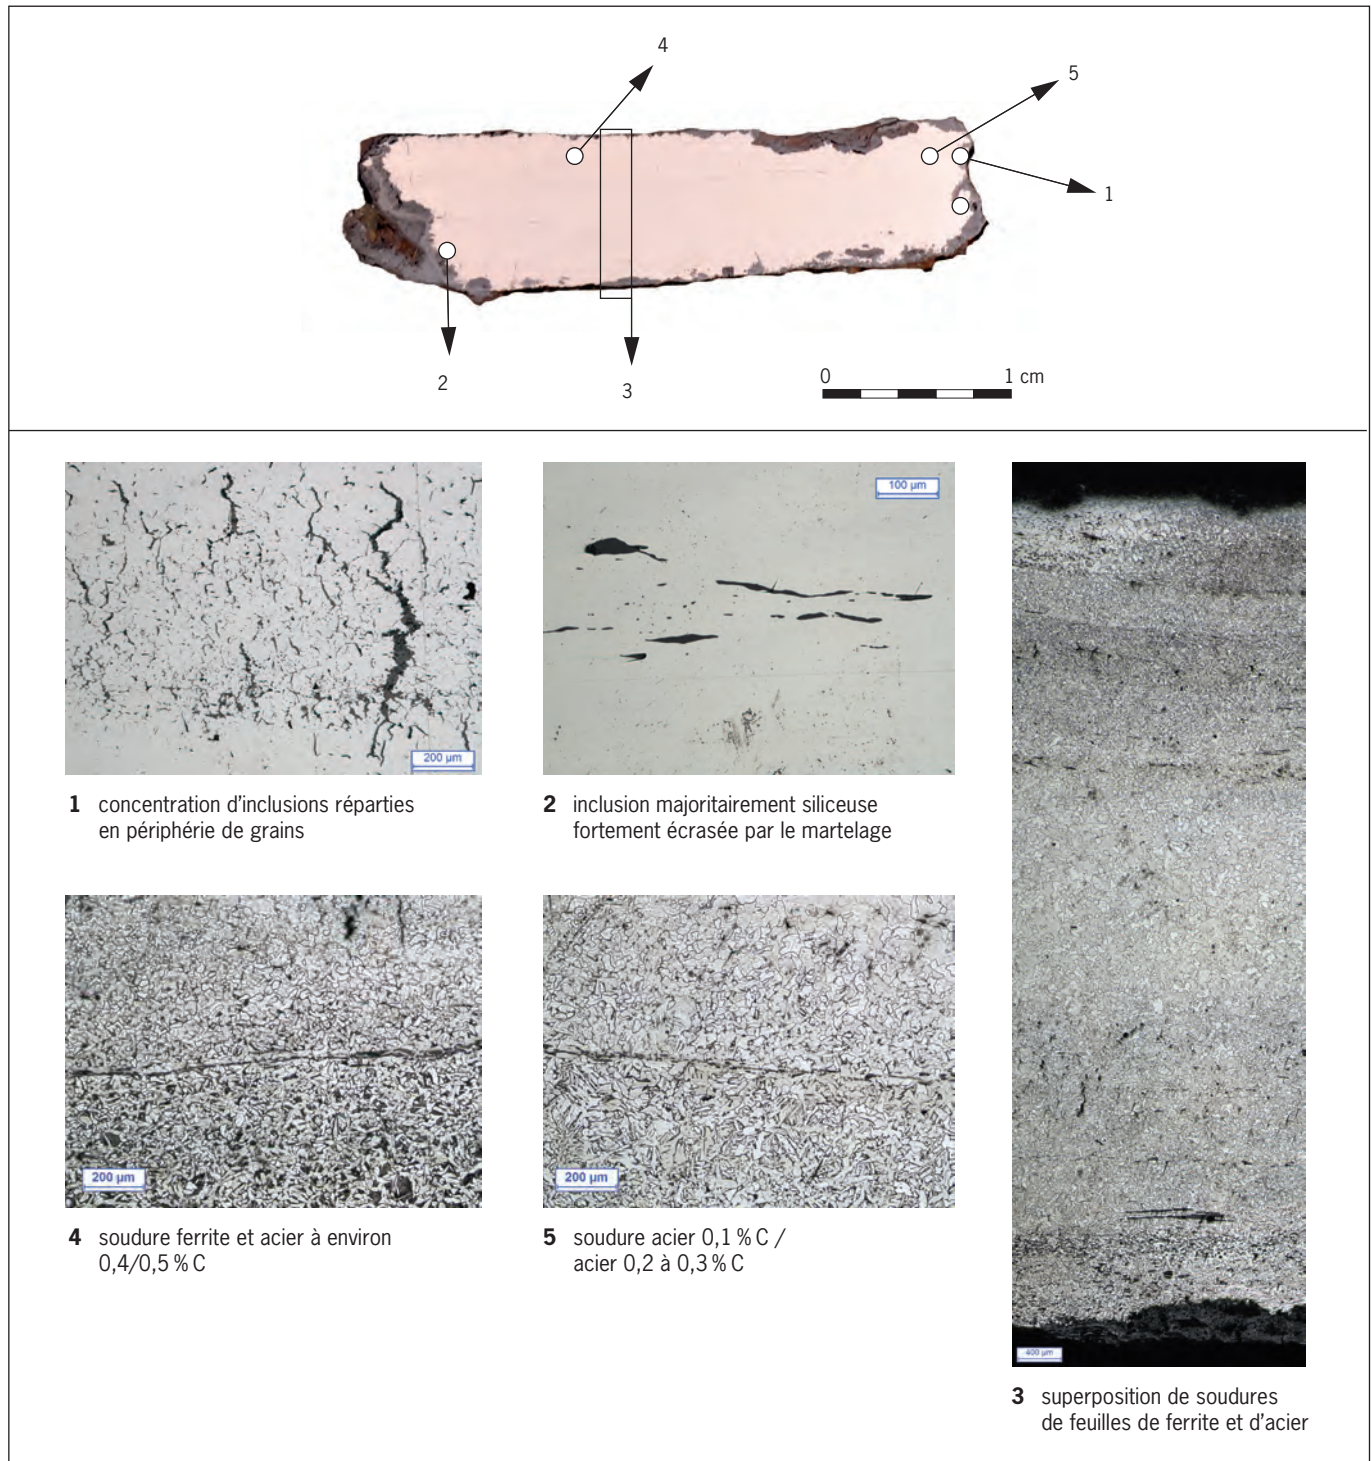 4
5
1
2
3
0 1 cm
200 µm
100 µm
1 concentration d'inclusions réparties
en périphérie de grains
2 inclusion majoritairement siliceuse
fortement écrasée par le martelage
200 µm
200 µm
4 soudure ferrite et acier à environ
0,4/0,5 % C
5 soudure acier 0,1 % C /
acier 0,2 à 0,3 % C
400 µm
3 superposition de soudures
de feuilles de ferrite et d'acier